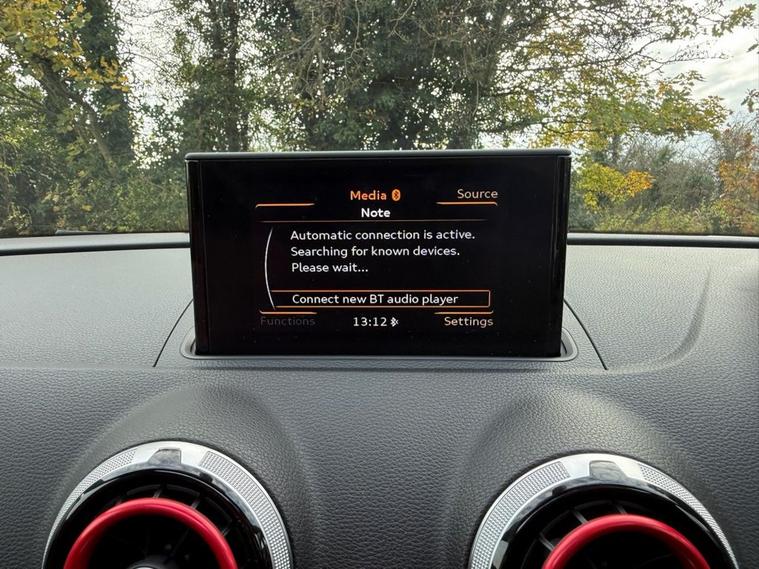 Media
Source
Note
Automatic connection is active.
Searching for known devices.
Please wait...
Connect new BT audio player
Functions
13:12
Settings